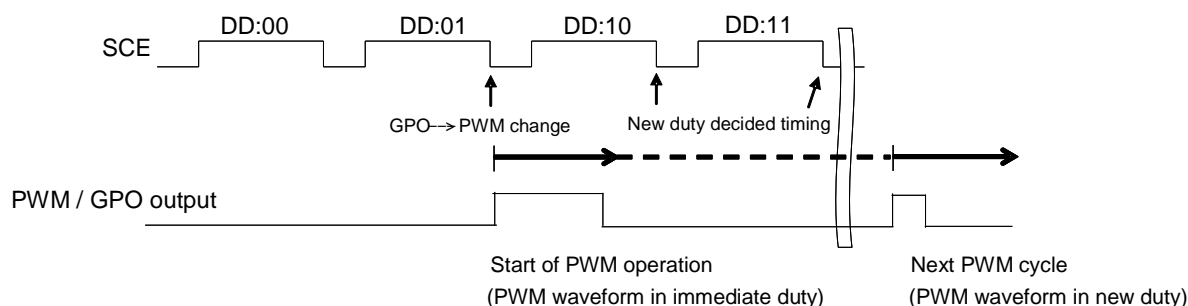 DD:00 DD:01 DD:10 DD:11
SCE
GPO--> PWM change New duty decided timing
PWM / GPO output
Start of PWM operation Next PWM cycle
(PWM waveform in immediate duty) (PWM waveform in new duty)